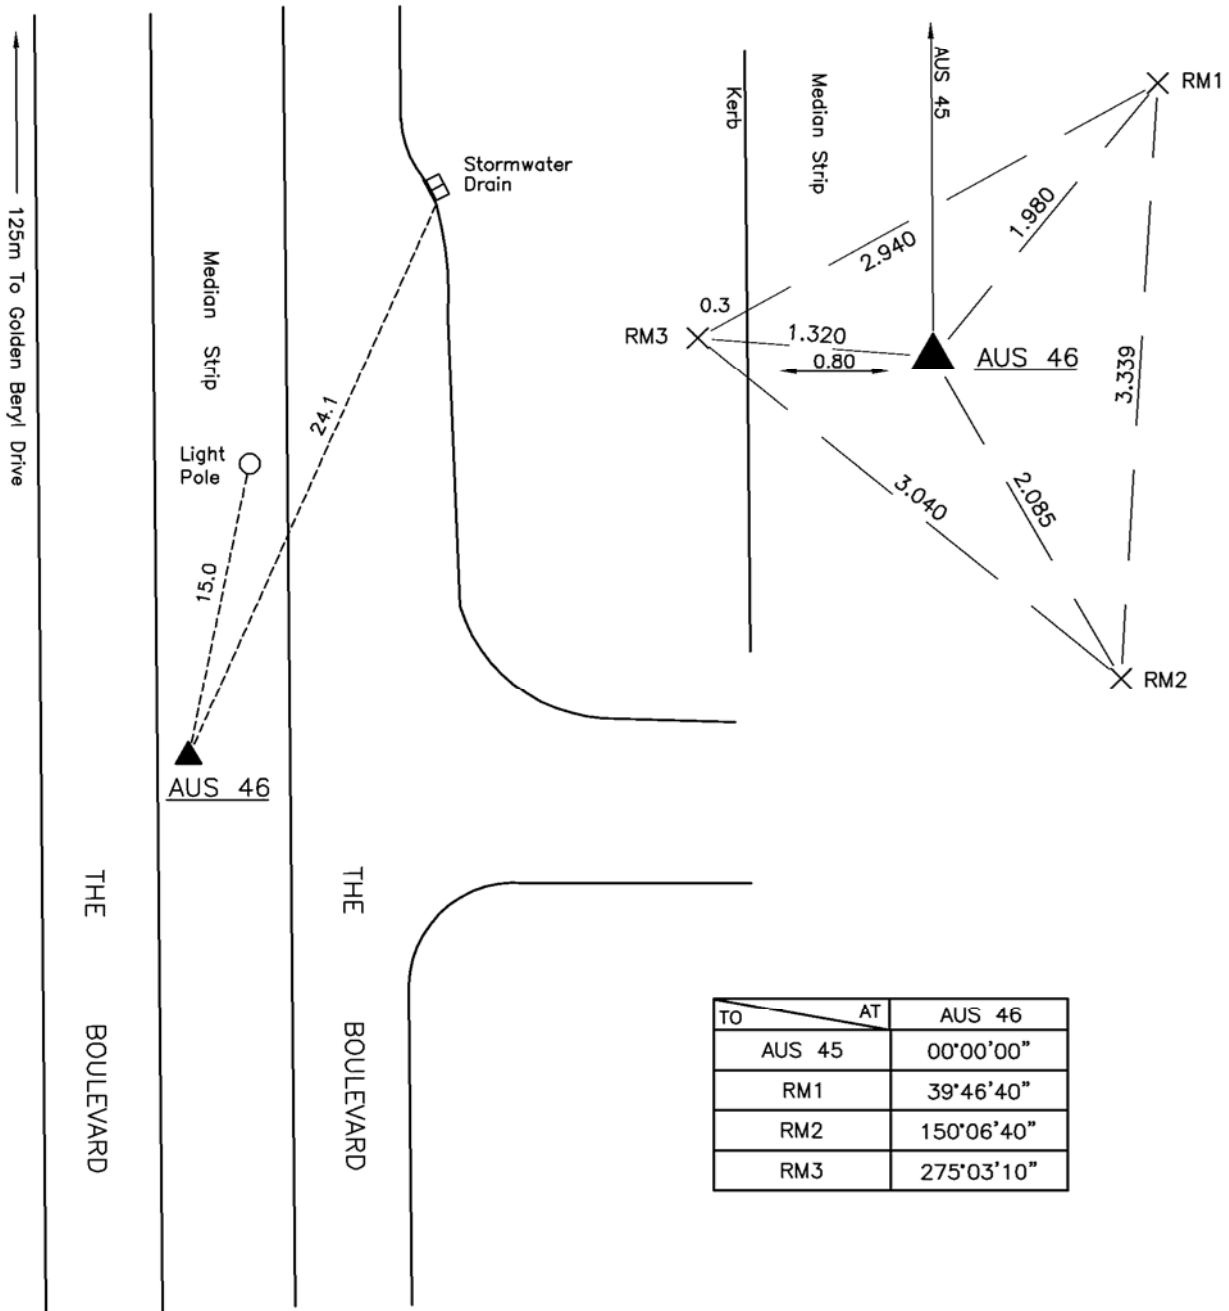 125m To Golden Beryl Drive
Median Strip
Stormwater
Drain
Light
Pole
24.1
15.0
AUS 46
THE BOULEVARD
THE BOULEVARD
AUS 45
Kerb
Median Strip
RM1
2.940
1.980
0.3
RM3
1.320
0.80
AUS 46
3.339
3.040
2.085
RM2
TO AT AUS 46
AUS 45 00°00'00"
RM1 39°46'40"
RM2 150°06'40"
RM3 275°03'10"